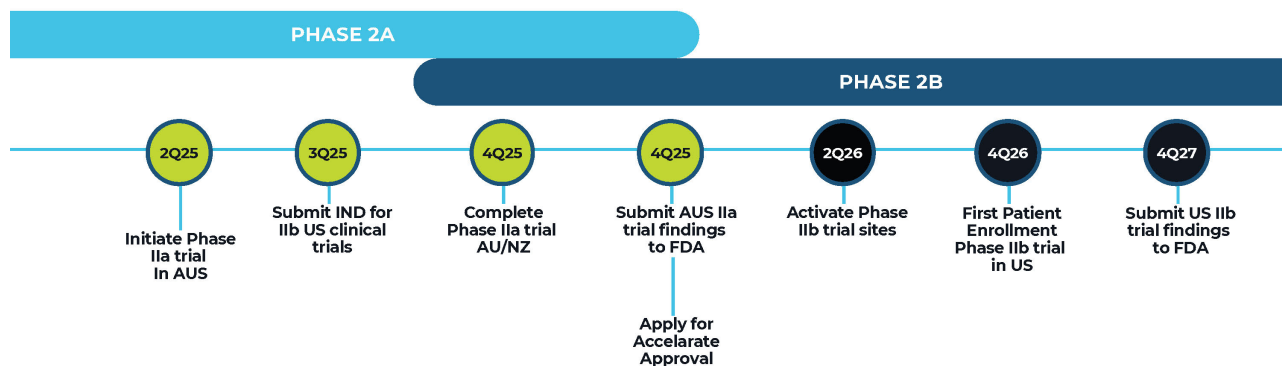 PHASE 2A
PHASE 2B
2Q25
3Q25
4Q25
4Q25
2Q26
4Q26
4Q27
Initiate Phase
IIa trial
In AUS
Submit IND for
IIb US clinical
trials
Complete
Phase IIa trial
AU/NZ
Submit AUS IIa
trial findings
to FDA
Apply for
Accelarate
Approval
Activate Phase
IIb trial sites
First Patient
Enrollment
Phase IIb trial
in US
Submit US IIb
trial findings
to FDA